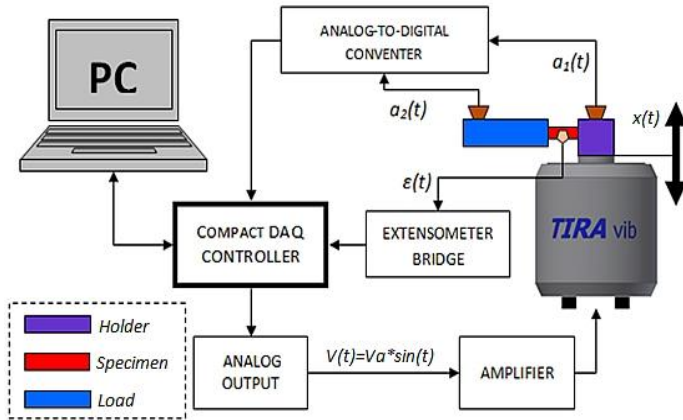 ANALOG-TO-DIGITAL
CONVENTER
PC
a₁(t)
a₂(t)
x(t)
ε(t)
COMPACT DAQ
CONTROLLER
EXTENSOMETER
BRIDGE
TIRA vib
Holder
Specimen
Load
ANALOG
OUTPUT
V(t)=Va*sin(t)
AMPLIFIER